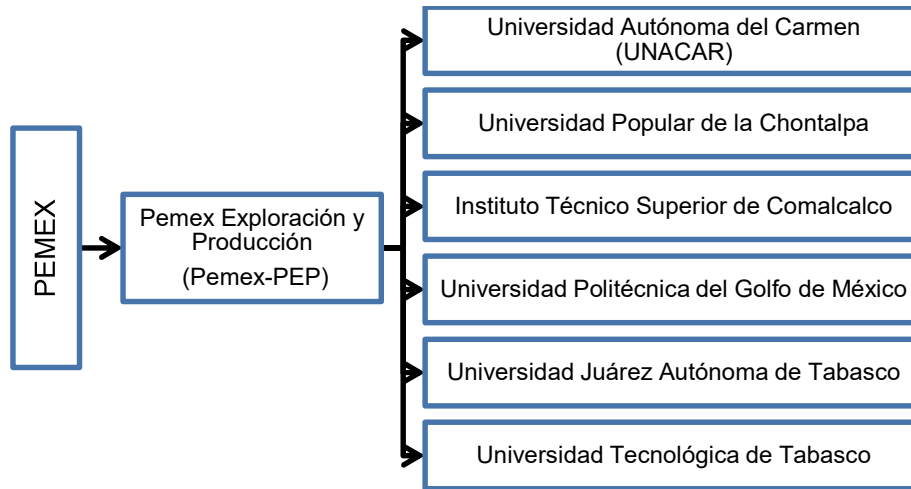 PEMEX
Pemex Exploración y
Producción
(Pemex-PEP)
Universidad Autónoma del Carmen
(UNACAR)
Universidad Popular de la Chontalpa
Instituto Técnico Superior de Comalcalco
Universidad Politécnica del Golfo de México
Universidad Juárez Autónoma de Tabasco
Universidad Tecnológica de Tabasco